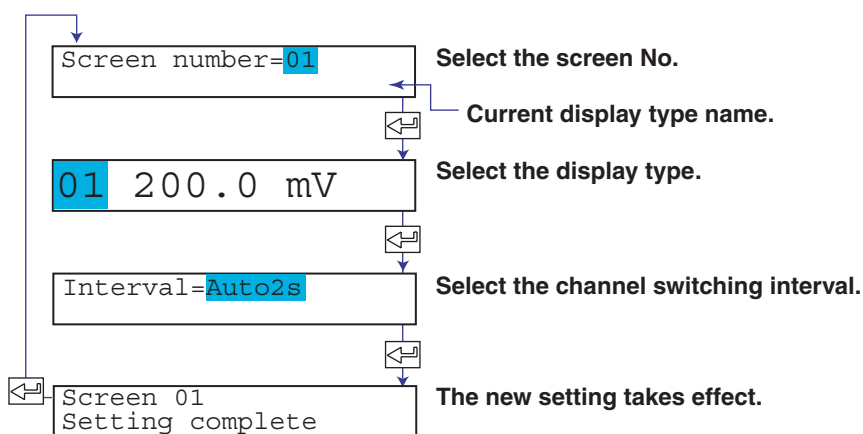 Screen number=01
Select the screen No.
Current display type name.
01 200.0 mV
Select the display type.
Interval=Auto2s
Select the channel switching interval.
Screen 01
Setting complete
The new setting takes effect.